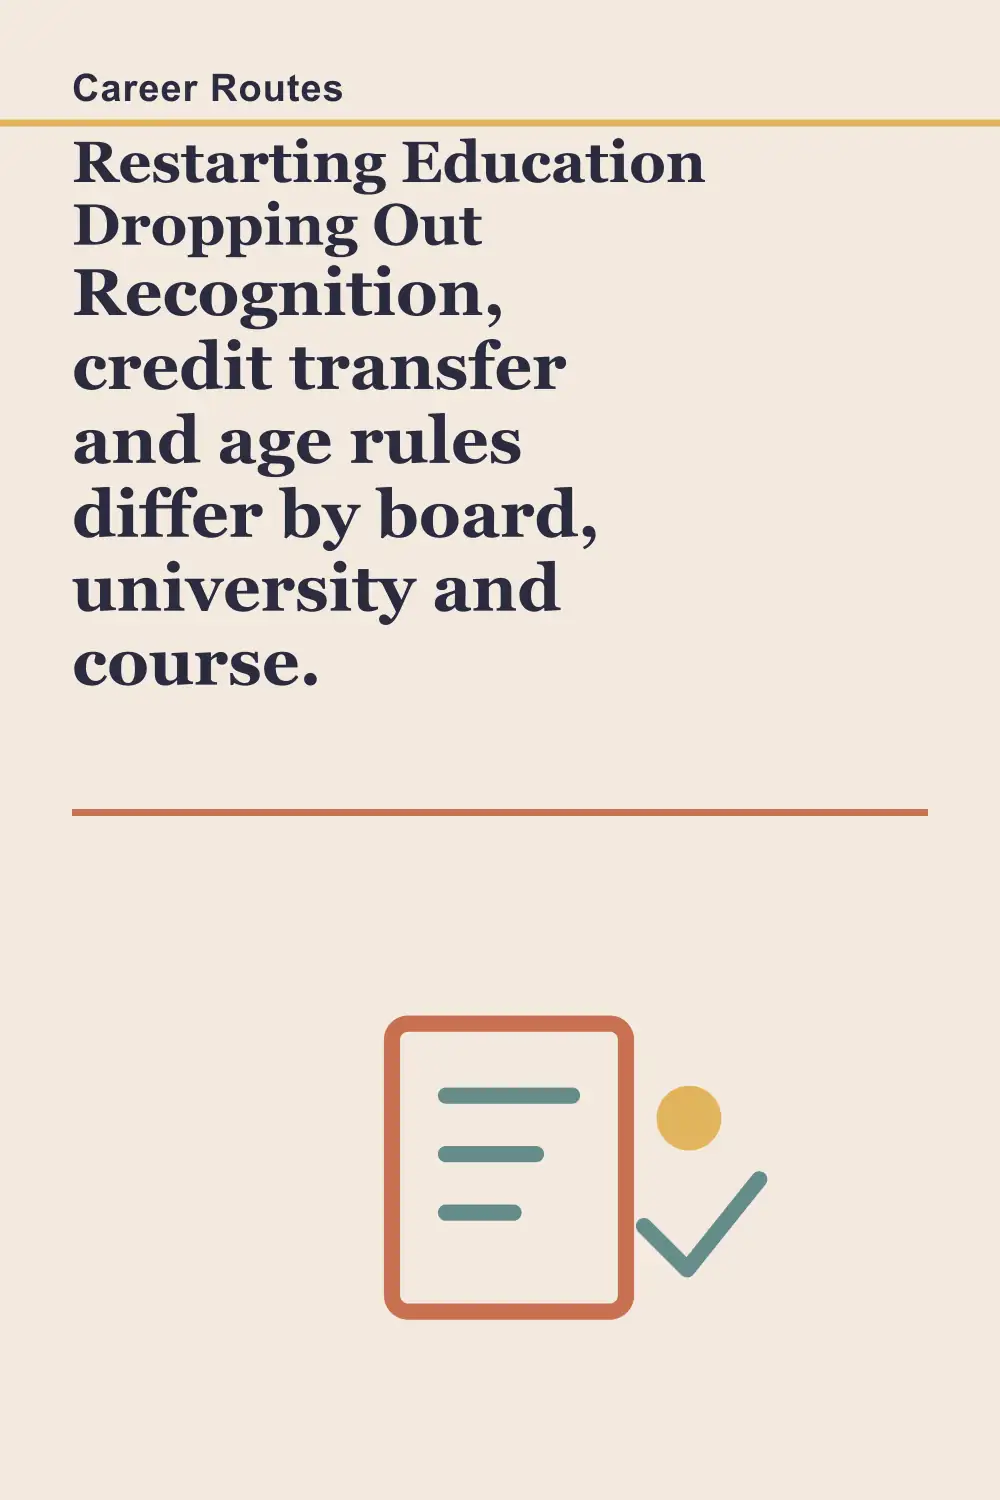 Career Routes
Restarting Education
Dropping Out
Recognition,
credit transfer
and age rules
differ by board,
university and
course.